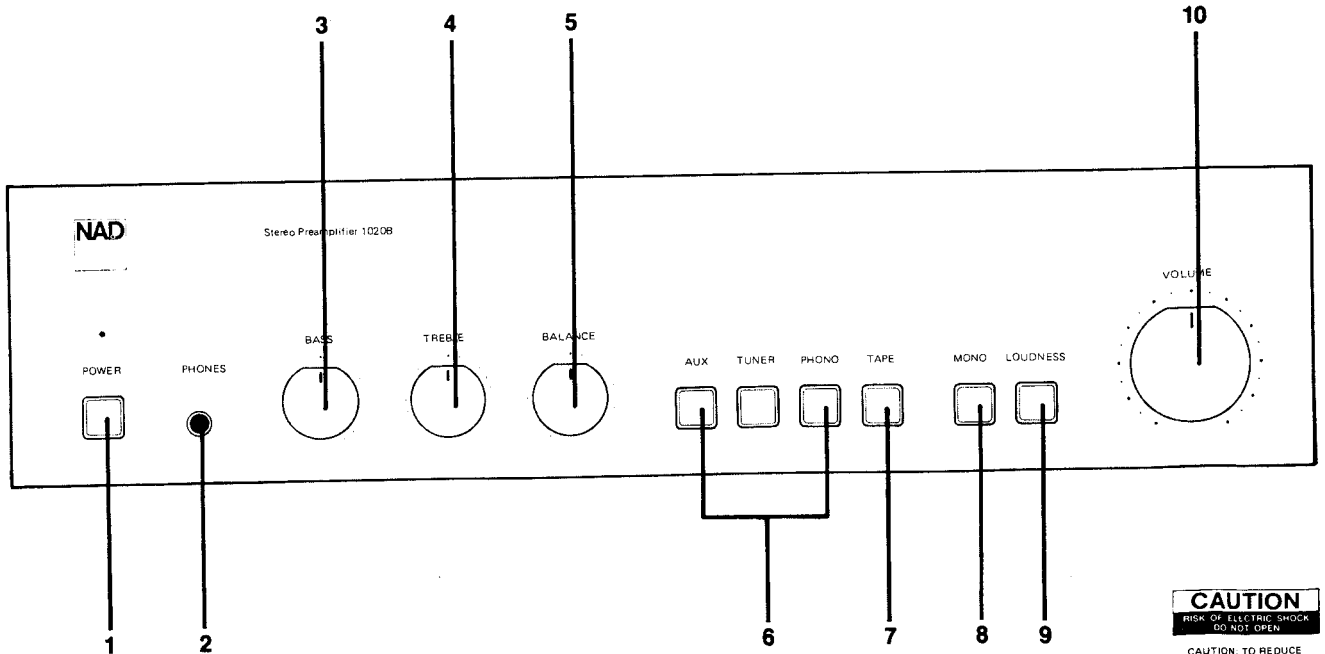 3 4 5 10
NAD
Stereo Preamplifier 1020B
VOLUME
BASS TREBLE BALANCE
POWER PHONES AUX TUNER PHONO TAPE MONO LOUDNESS
1 2 6 7 8 9
CAUTION
RISK OF ELECTRIC SHOCK
DO NOT OPEN
CAUTION: TO REDUCE